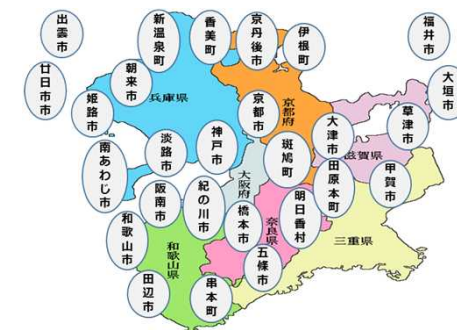 出雲市
新温泉町
香美町
京丹後市
伊根町
福井市
廿日市市
朝来市
兵庫県
大垣市
姫路市
京都市
京都府
草津市
淡路市
神戸市
大津市
滋賀県
南あわじ市
斑鳩町
田原本町
甲賀市
阪南市
紀の川市
大阪府
橋本市
明日香村
奈良県
和歌山市
和歌山県
五條市
三重県
田辺市
串本町